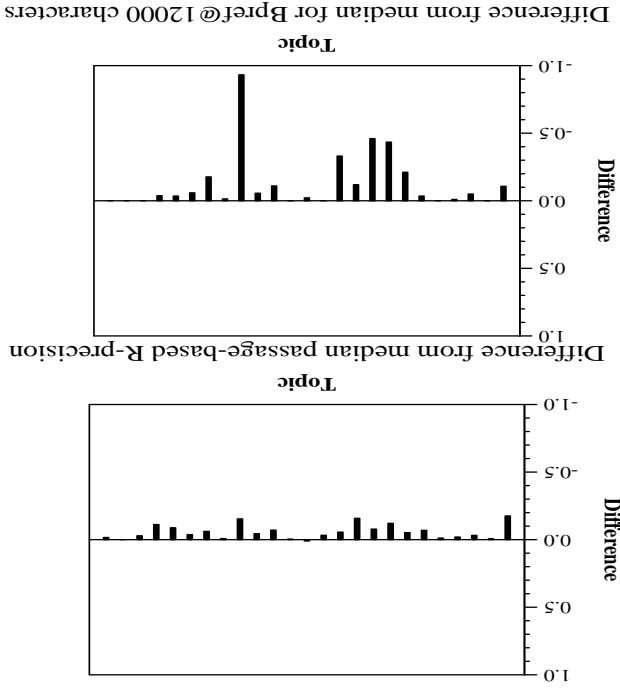 1.0
0.5
0.0
-0.5
-1.0
Difference
Topic
Difference from median passage-based R-precision
1.0
0.5
0.0
-0.5
-1.0
Difference
Topic
Difference from median for Bpref@12000 characters